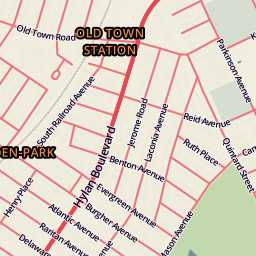 OLD TOWN
STATION
Old Town Road
Parkinson Avenue
South Railroad Avenue
Jerome Road
Laconia Avenue
Reid Avenue
Ruth Place
Quintard Street
EN-PARK
Hylan Boulevard
Benton Avenue
Henry Place
Evergreen Avenue
Burgher Avenue
Atlantic Avenue
Raritan Avenue
Delawar
Mason Avenue